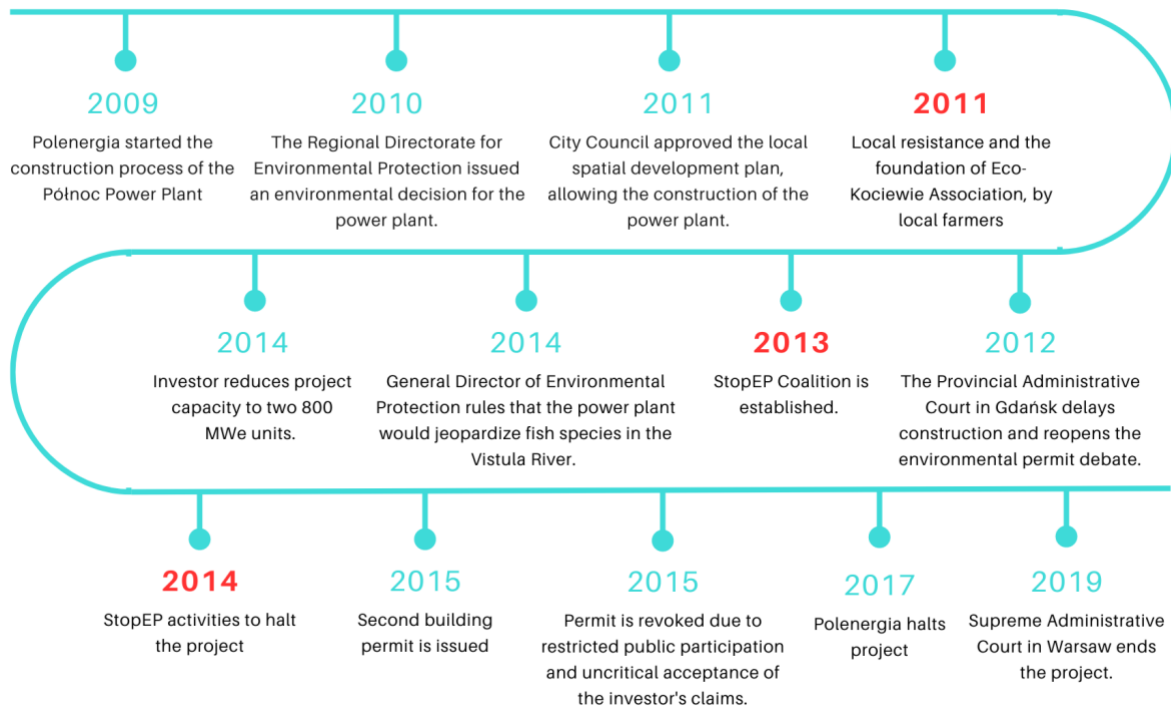 2009
Polenergia started the
construction process of the
Północ Power Plant
2010
The Regional Directorate for
Environmental Protection issued
an environmental decision for the
power plant.
2011
City Council approved the local
spatial development plan,
allowing the construction of the
power plant.
2011
Local resistance and the
foundation of Eco-
Kociewie Association, by
local farmers
2012
The Provincial Administrative
Court in Gdańsk delays
construction and reopens the
environmental permit debate.
2013
StopEP Coalition is
established.
2014
General Director of Environmental
Protection rules that the power plant
would jeopardize fish species in the
Vistula River.
2014
Investor reduces project
capacity to two 800
MWe units.
2014
StopEP activities to halt
the project
2015
Second building
permit is issued
2015
Permit is revoked due to
restricted public participation
and uncritical acceptance of
the investor's claims.
2017
Polenergia halts
project
2019
Supreme Administrative
Court in Warsaw ends
the project.